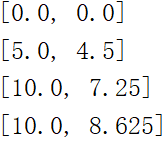 [0.0, 0.0]
[5.0, 4.5]
[10.0, 7.25]
[10.0, 8.625]